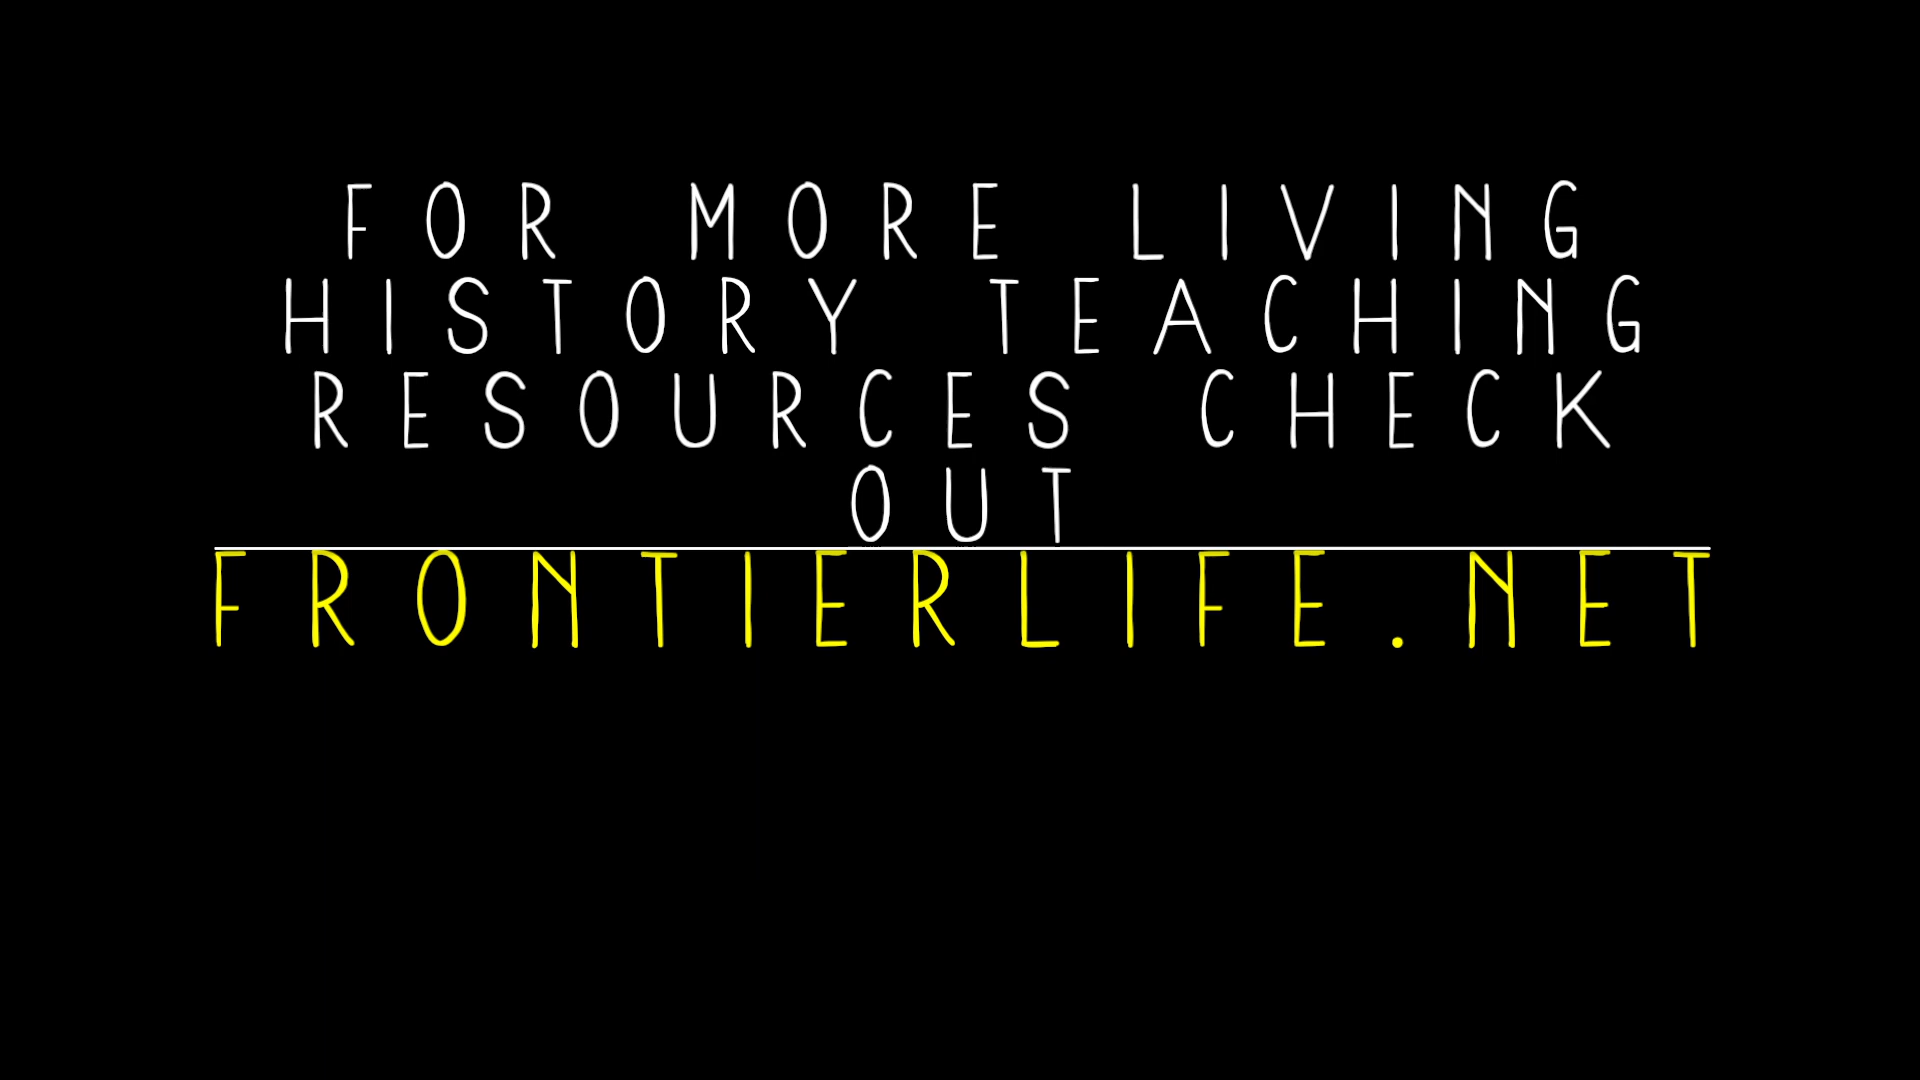 FOR MORE LIVING
HISTORY TEACHING
RESOURCES CHECK
OUT
FRONTIERLIFE.NET